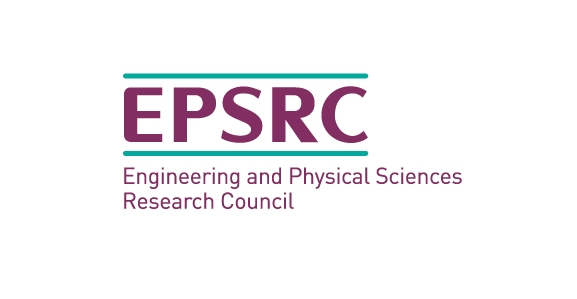 EPSRC
Engineering and Physical Sciences
Research Council